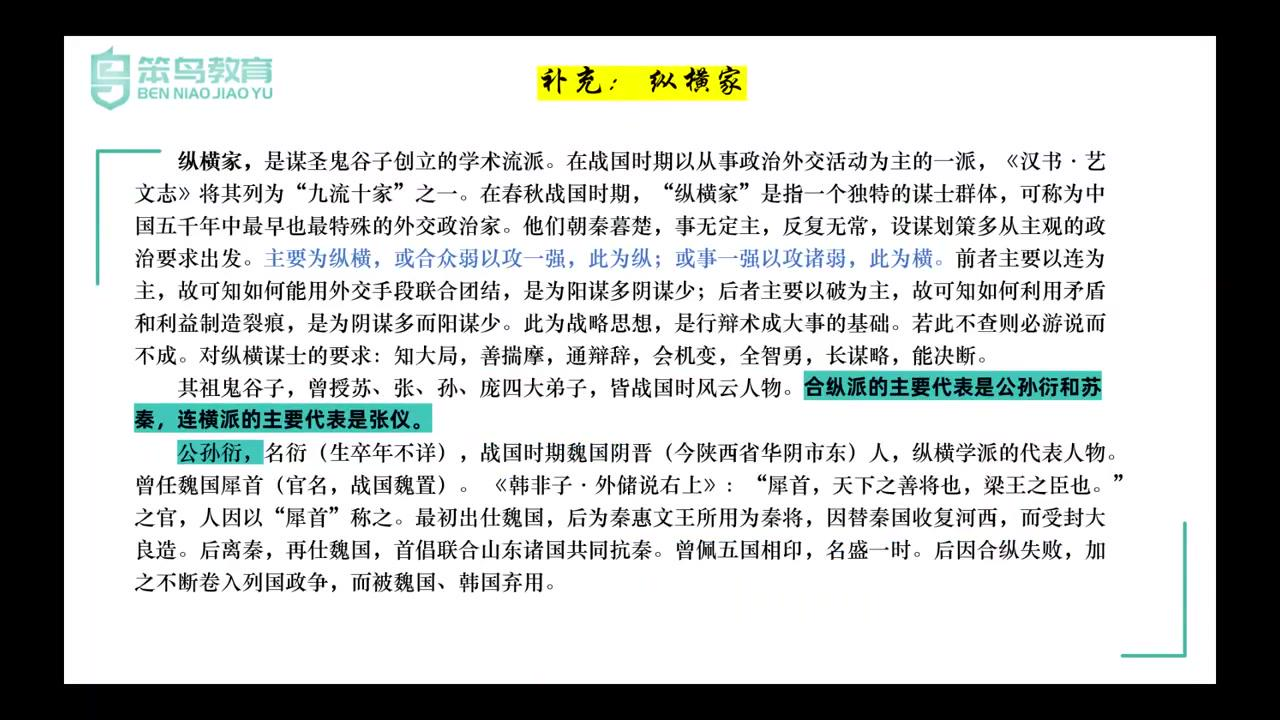 笨鸟教育
BEN NIAO JIAO YU
补充： 纵横家
纵横家，是谋圣鬼谷子创立的学术流派。在战国时期以从事政治外交活动为主的一派，《汉书·艺
文志》将其列为“九流十家”之一。在春秋战国时期，“纵横家”是指一个独特的谋士群体，可称为中
国五千年中最早也最特殊的外交政治家。他们朝秦暮楚，事无定主，反复无常，设谋划策多从主观的政
治要求出发。主要为纵横，或合众弱以攻一强，此为纵；或事一强以攻诸弱，此为横。前者主要以连为
主，故可知如何能用外交手段联合团结，是为阳谋多阴谋少；后者主要以破为主，故可知如何利用矛盾
和利益制造裂痕，是为阴谋多而阳谋少。此为战略思想，是行辩术成大事的基础。若此不查则必游说而
不成。对纵横谋士的要求：知大局，善揣摩，通辩辞，会机变，全智勇，长谋略，能决断。
其祖鬼谷子，曾授苏、张、孙、庞四大弟子，皆战国时风云人物。合纵派的主要代表是公孙衍和苏
秦，连横派的主要代表是张仪。
公孙衍，名衍（生卒年不详），战国时期魏国阴晋（今陕西省华阴市东）人，纵横学派的代表人物。
曾任魏国犀首（官名，战国魏置）。《韩非子·外储说右上》：“犀首，天下之善将也，梁王之臣也。”
之官，人因以“犀首”称之。最初出仕魏国，后为秦惠文王所用为秦将，因替秦国收复河西，而受封大
良造。后离秦，再仕魏国，首倡联合山东诸国共同抗秦。曾佩五国相印，名盛一时。后因合纵失败，加
之不断卷入列国政争，而被魏国、韩国弃用。